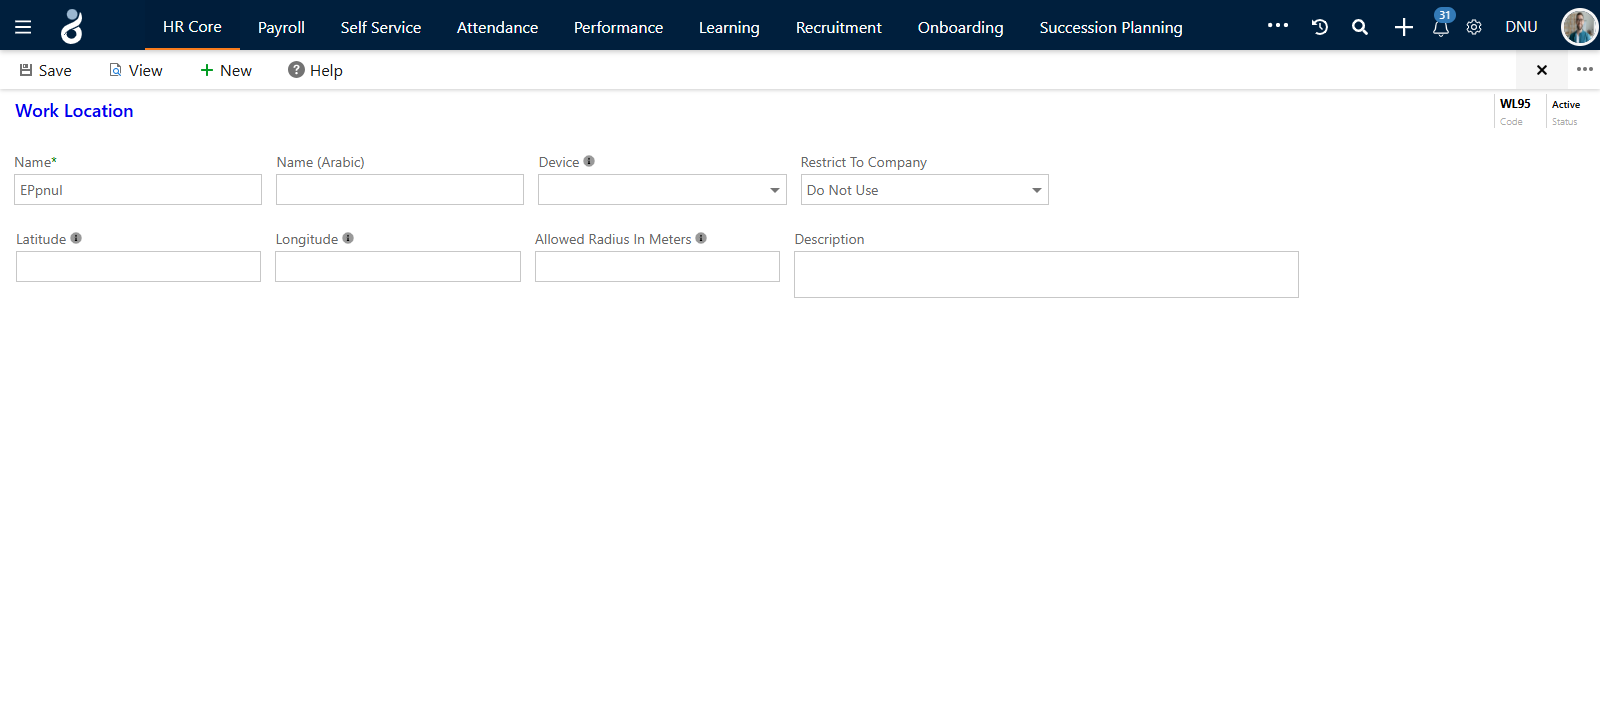 HR Core Payroll Self Service Attendance Performance Learning Recruitment Onboarding Succession Planning 31 DNU
Save View New Help
Work Location
WL95 Active
Code Status
Name* Name (Arabic) Device Restrict To Company
EPpnul Do Not Use
Latitude Longitude Allowed Radius In Meters Description